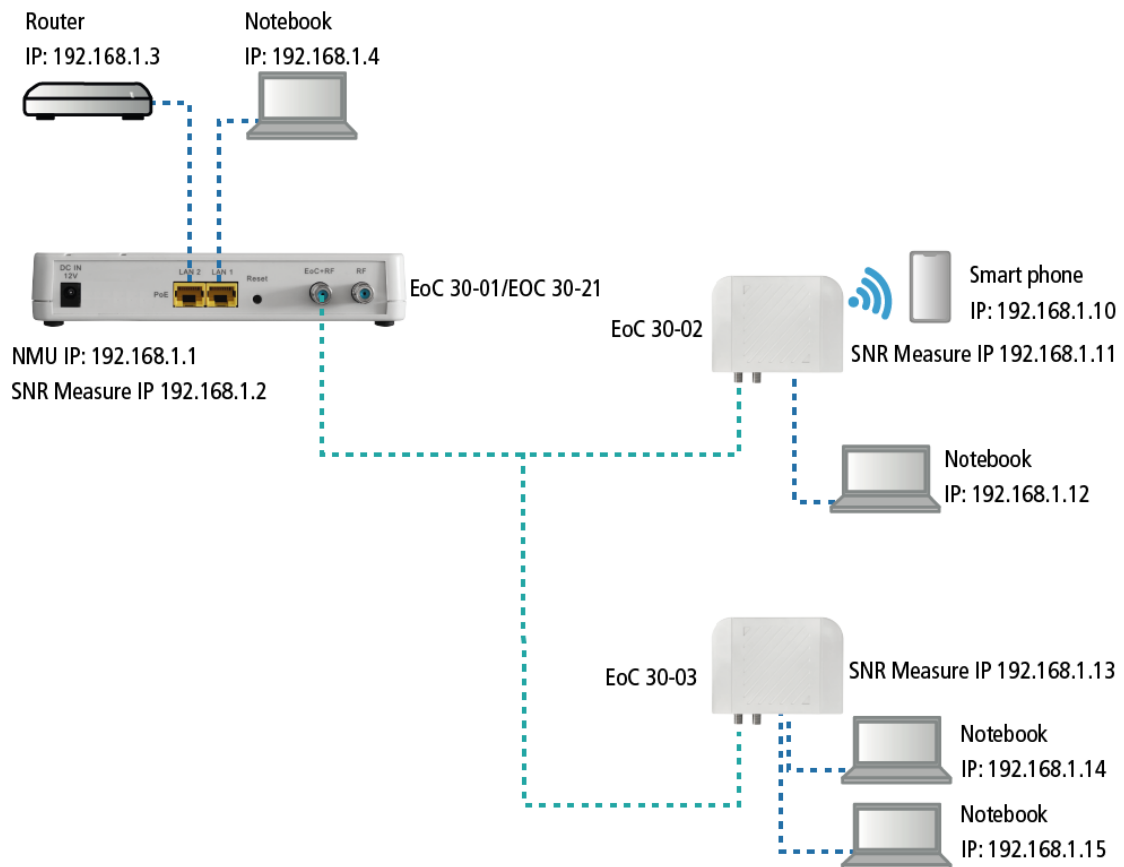 Router
IP: 192.168.1.3
Notebook
IP: 192.168.1.4
DC IN
12V
PoE
LAN 2
LAN 1
Reset
EoC+RF
RF
EoC 30-01/EOC 30-21
NMU IP: 192.168.1.1
SNR Measure IP 192.168.1.2
EoC 30-02
Smart phone
IP: 192.168.1.10
SNR Measure IP 192.168.1.11
Notebook
IP: 192.168.1.12
EoC 30-03
SNR Measure IP 192.168.1.13
Notebook
IP: 192.168.1.14
Notebook
IP: 192.168.1.15